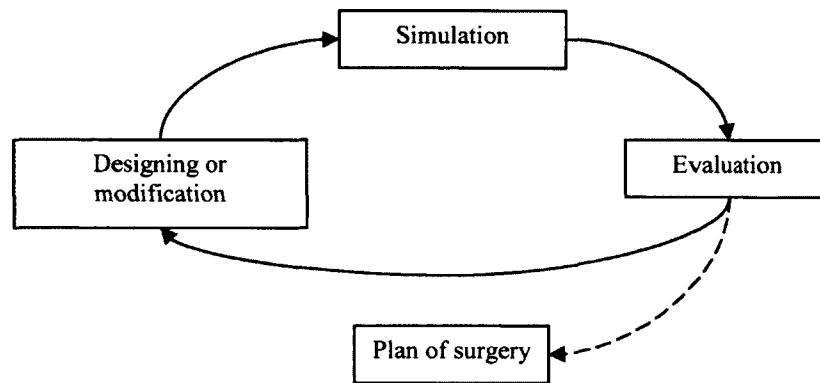 Simulation
Designing or
modification
Evaluation
Plan of surgery